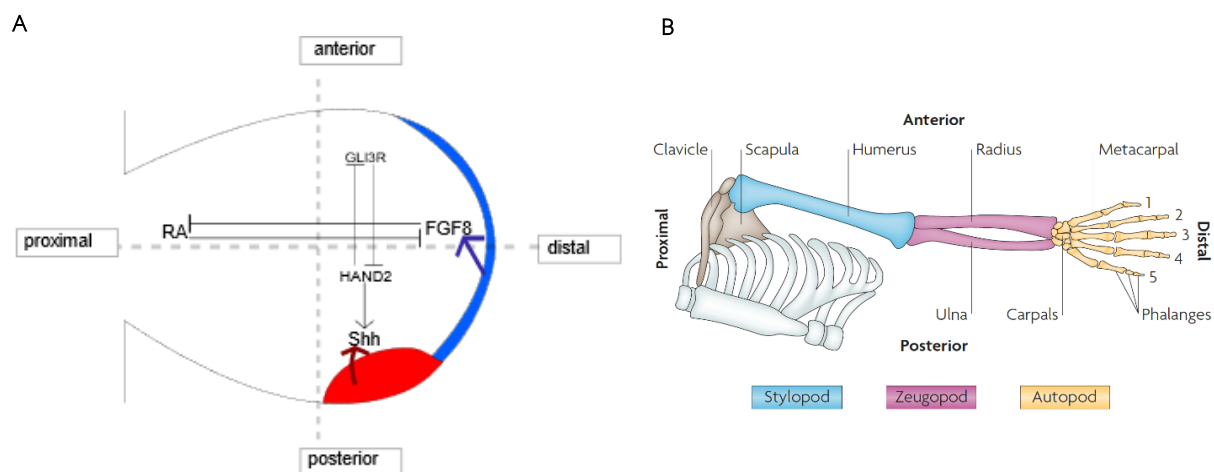 A
anterior
GLI3R
RA
FGF8
proximal
distal
HAND2
Shh
posterior
B
Anterior
Clavicle
Scapula
Humerus
Radius
Metacarpal
1
2
3
4
5
Proximal
Distal
Ulna
Carpals
Phalanges
Posterior
Stylopod
Zeugopod
Autopod